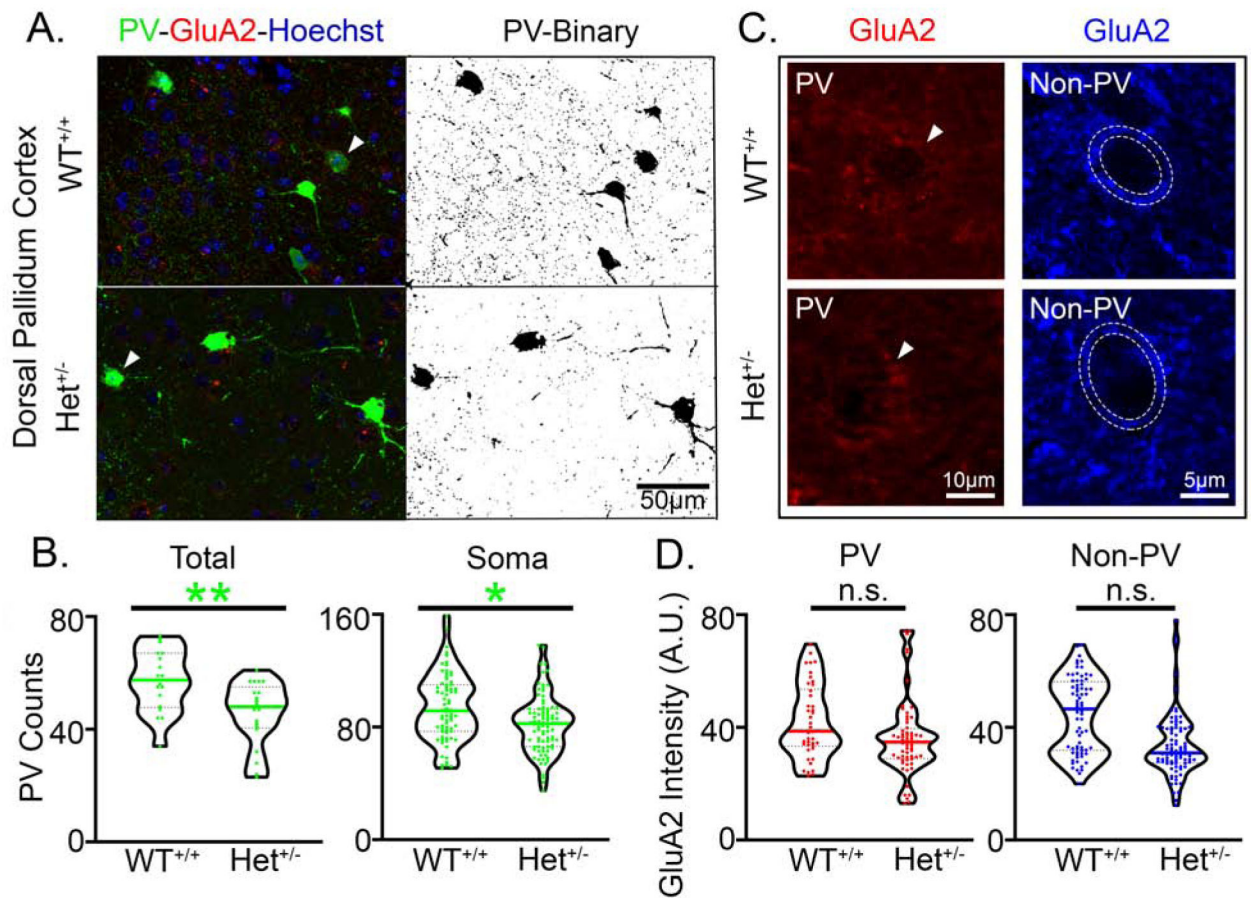 A. PV-GluA2-Hoechst PV-Binary
Dorsal Pallidum Cortex
WT+/+
Het+/-
50µm
C. GluA2 GluA2
WT+/+
PV Non-PV
Het+/-
PV Non-PV
10µm 5µm
B. Total Soma
** *
PV Counts
80 160
40 80
0 0
WT+/+ Het+/- WT+/+ Het+/-
D. PV Non-PV
n.s. n.s.
GluA2 Intensity (A.U.)
80 80
40 40
0 0
WT+/+ Het+/- WT+/+ Het+/-